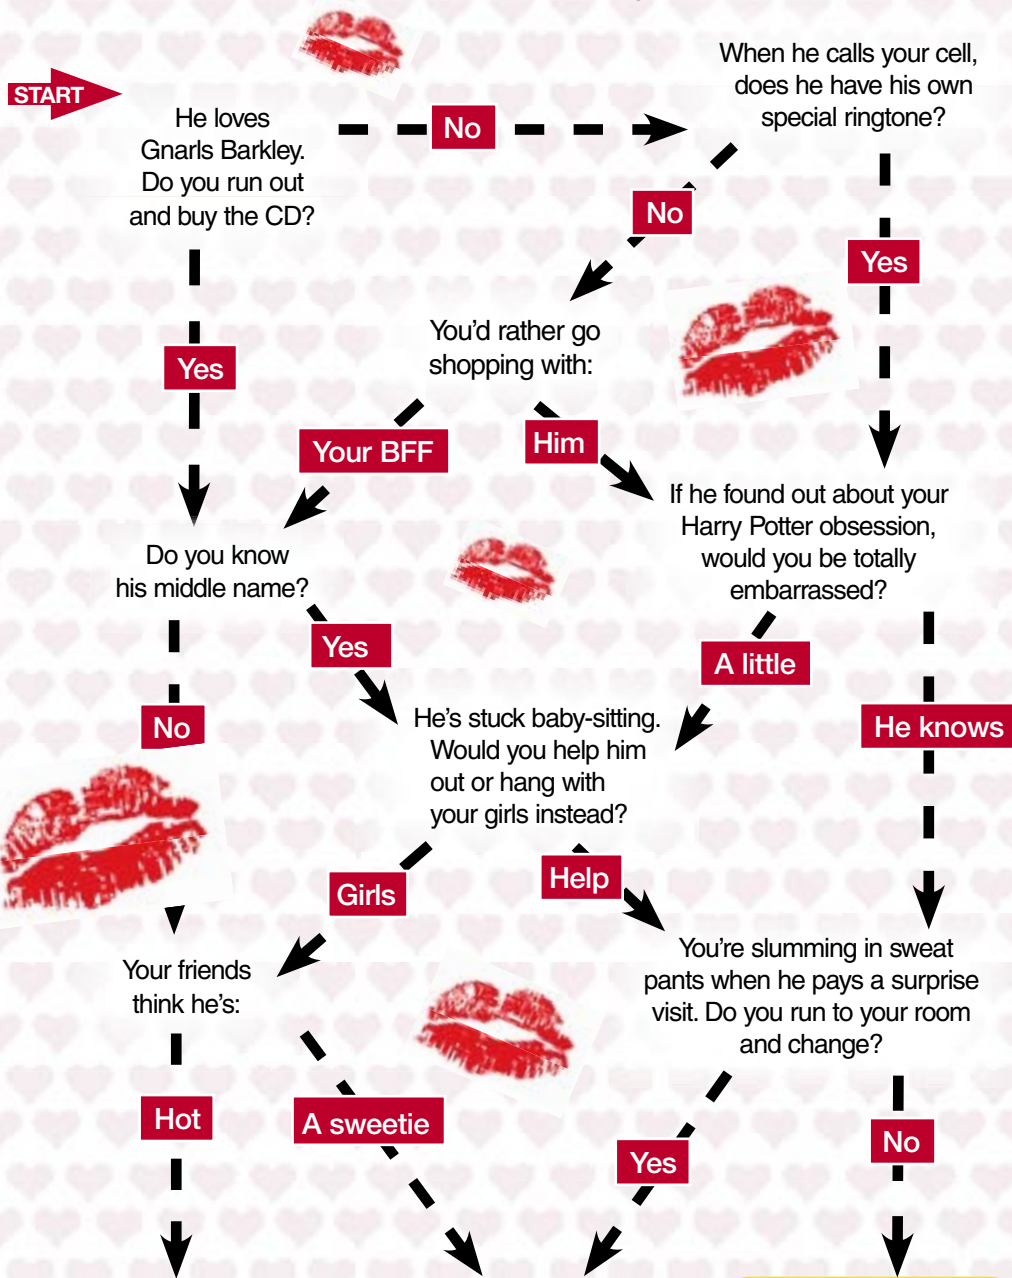 START
He loves
Gnarls Barkley.
Do you run out
and buy the CD?
No
When he calls your cell,
does he have his own
special ringtone?
No
Yes
Yes
You'd rather go
shopping with:
Your BFF
Him
If he found out about your
Harry Potter obsession,
would you be totally
embarrassed?
Do you know
his middle name?
Yes
A little
No
He knows
He's stuck baby-sitting.
Would you help him
out or hang with
your girls instead?
Girls
Help
Your friends
think he's:
You're slumming in sweat
pants when he pays a surprise
visit. Do you run to your room
and change?
Hot
A sweetie
Yes
No